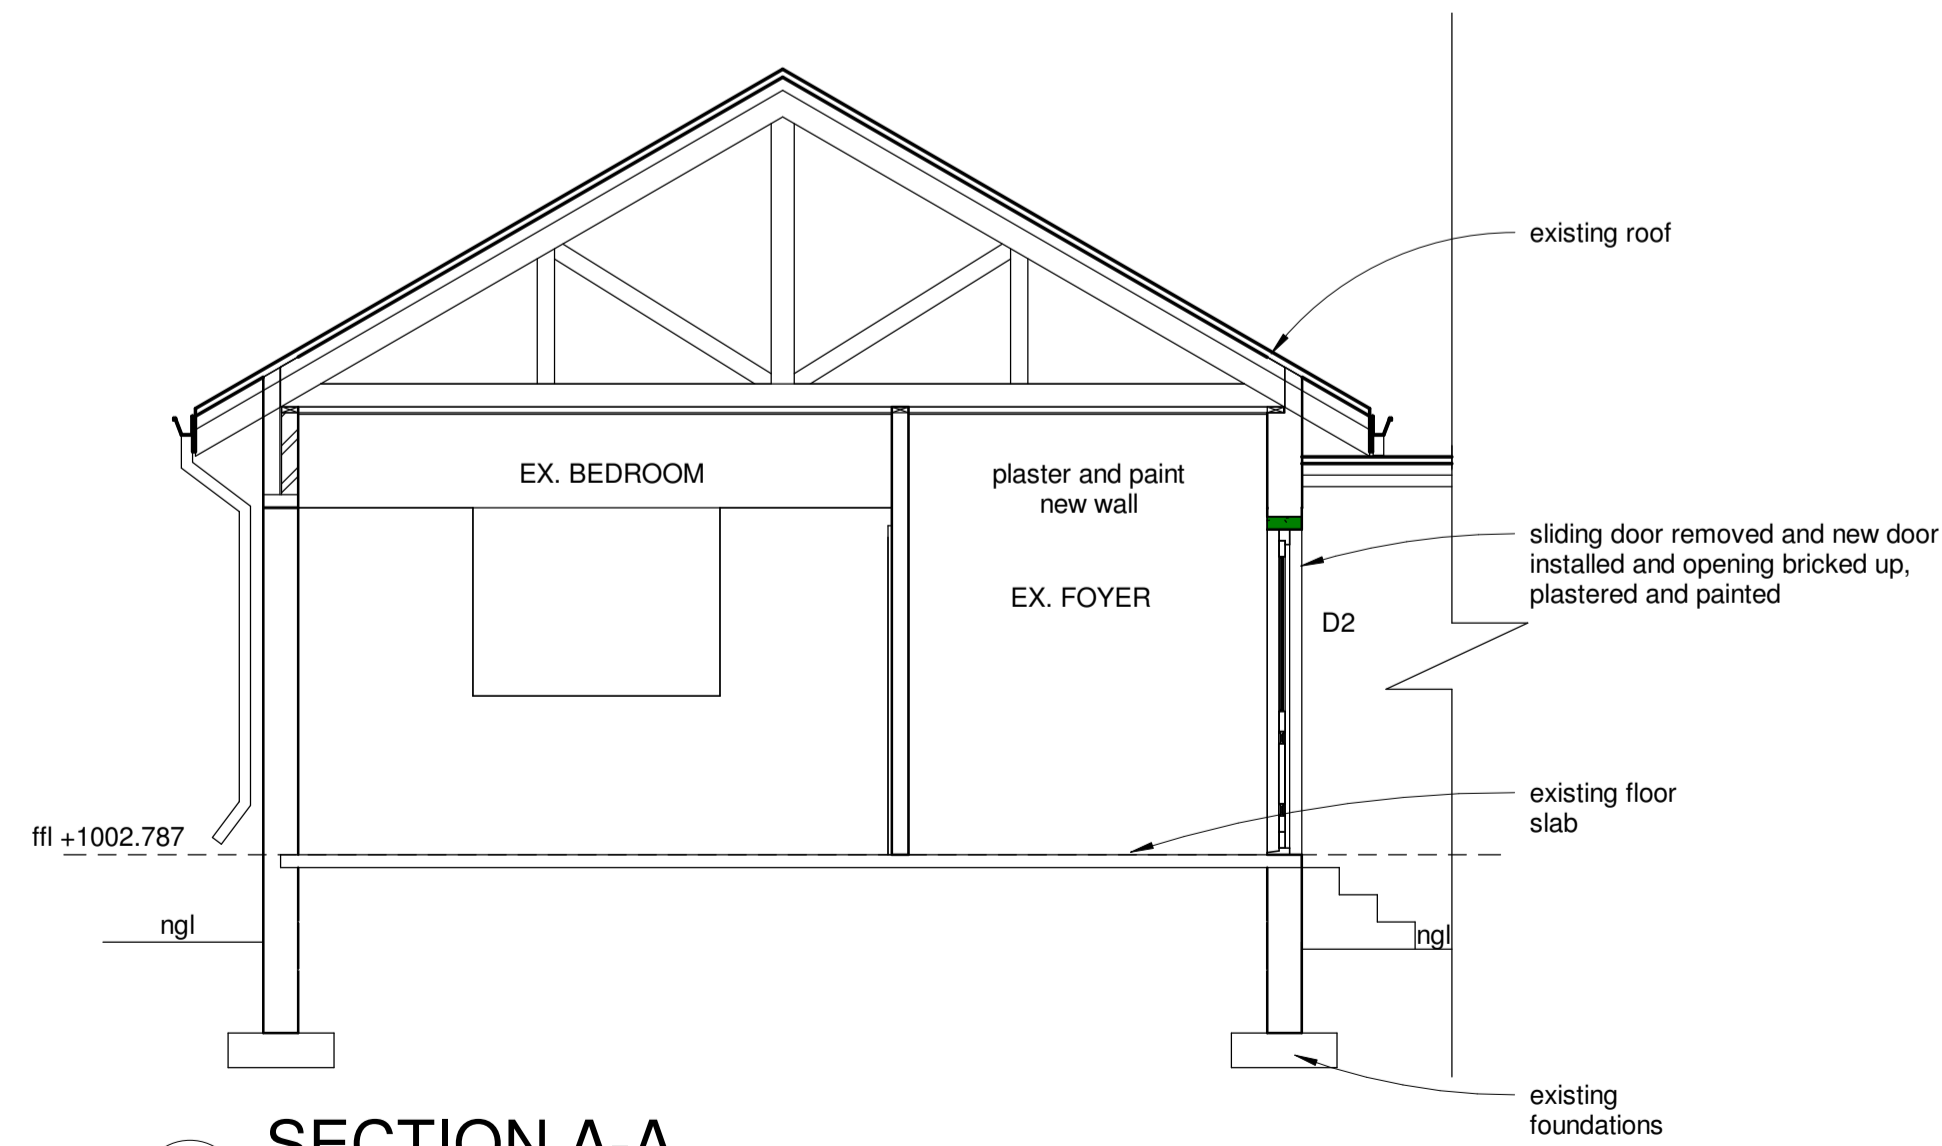 existing roof
EX. BEDROOM
plaster and paint
new wall
sliding door removed and new door
installed and opening bricked up,
plastered and painted
EX. FOYER
D2
existing floor
slab
ffl +1002.787
ngl
ngl
existing
foundations
SECTION A-A